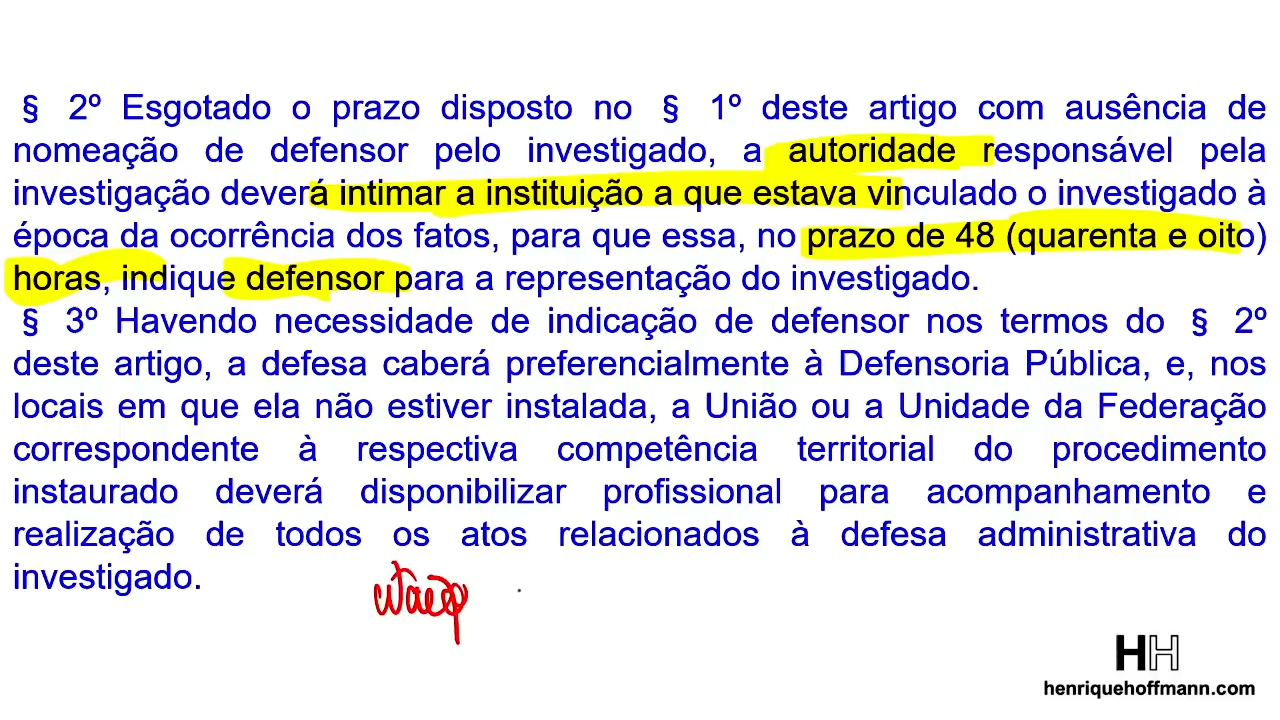 § 2º Esgotado o prazo disposto no § 1º deste artigo com ausência de
nomeação de defensor pelo investigado, a autoridade responsável pela
investigação deverá intimar a instituição a que estava vinculado o investigado à
época da ocorrência dos fatos, para que essa, no prazo de 48 (quarenta e oito)
horas, indique defensor para a representação do investigado.
§ 3º Havendo necessidade de indicação de defensor nos termos do § 2º
deste artigo, a defesa caberá preferencialmente à Defensoria Pública, e, nos
locais em que ela não estiver instalada, a União ou a Unidade da Federação
correspondente à respectiva competência territorial do procedimento
instaurado deverá disponibilizar profissional para acompanhamento e
realização de todos os atos relacionados à defesa administrativa do
investigado.
HH
henriquehoffmann.com